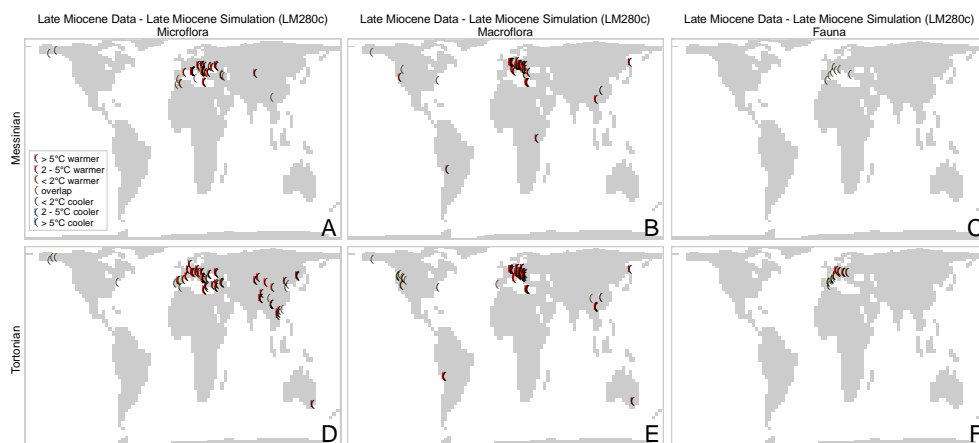 Late Miocene Data - Late Miocene Simulation (LM280c)
Microflora
Late Miocene Data - Late Miocene Simulation (LM280c)
Macroflora
Late Miocene Data - Late Miocene Simulation (LM280c)
Fauna
Messinian
> 5°C warmer
2 - 5°C warmer
< 2°C warmer
overlap
< 2°C cooler
2 - 5°C cooler
> 5°C cooler
A
B
C
Tortonian
D
E
F